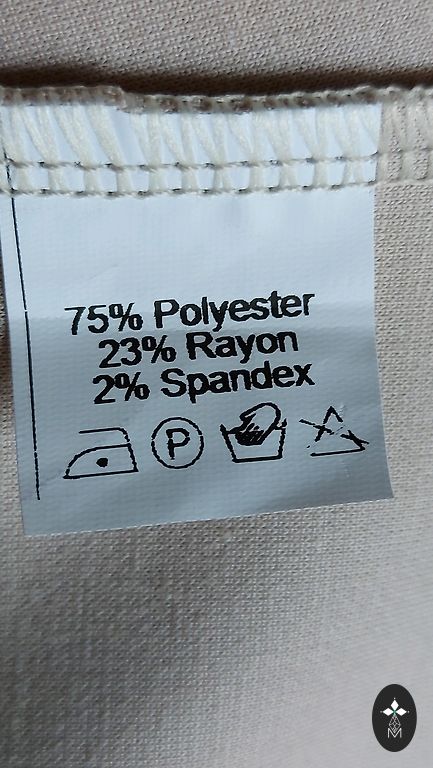 75% Polyester
23% Rayon
2% Spandex
P
M